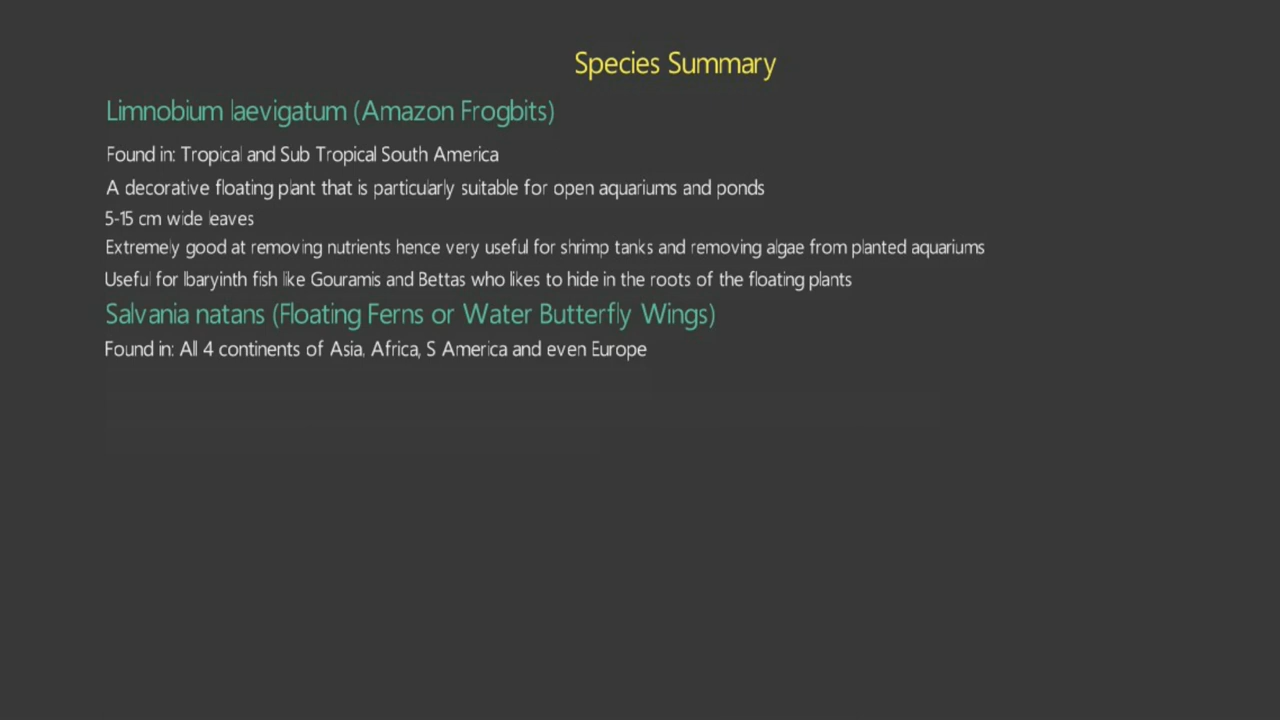 Species Summary
Limnobium laevigatum (Amazon Frogbits)
Found in: Tropical and Sub Tropical South America
A decorative floating plant that is particularly suitable for open aquariums and ponds
5-15 cm wide leaves
Extremely good at removing nutrients hence very useful for shrimp tanks and removing algae from planted aquariums
Useful for lbaryinth fish like Gouramis and Bettas who likes to hide in the roots of the floating plants
Salvania natans (Floating Ferns or Water Butterfly Wings)
Found in: All 4 continents of Asia, Africa, S America and even Europe